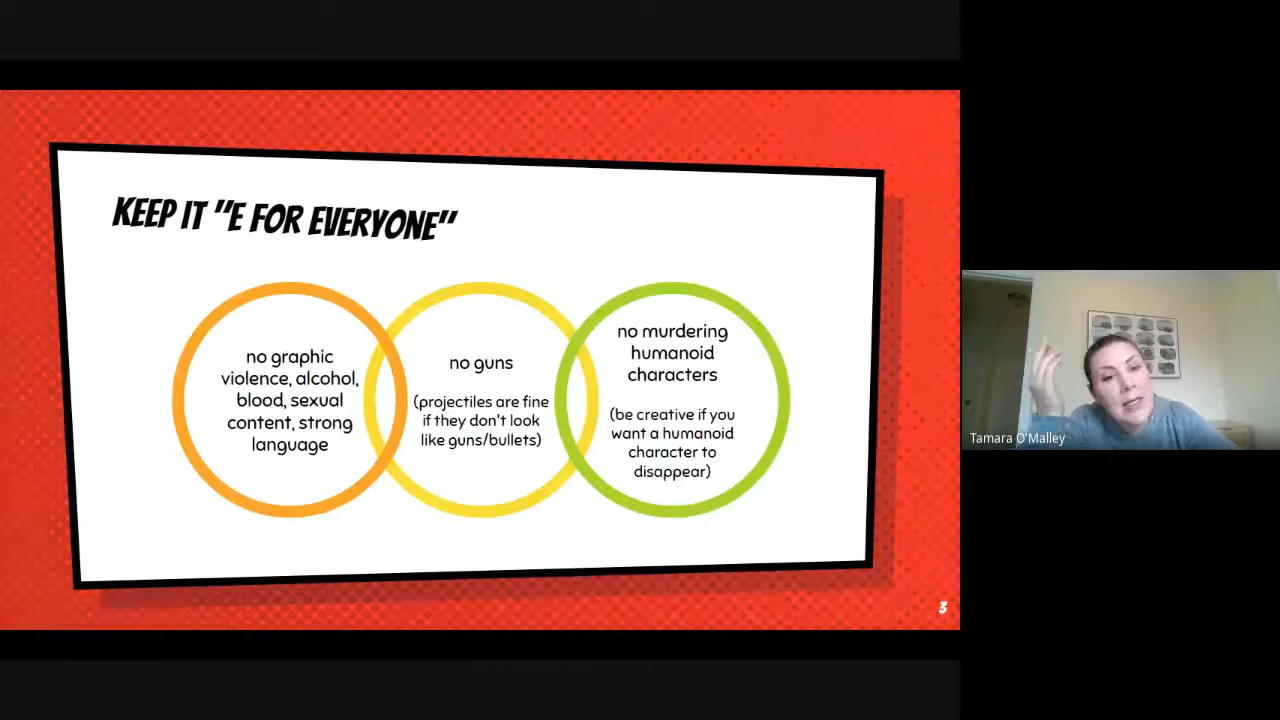 KEEP IT "E FOR EVERYONE"
no graphic
violence, alcohol,
blood, sexual
content, strong
language
no guns
(projectiles are fine
if they don't look
like guns/bullets)
no murdering
humanoid
characters
(be creative if you
want a humanoid
character to
disappear)
3
Tamara O'Malley